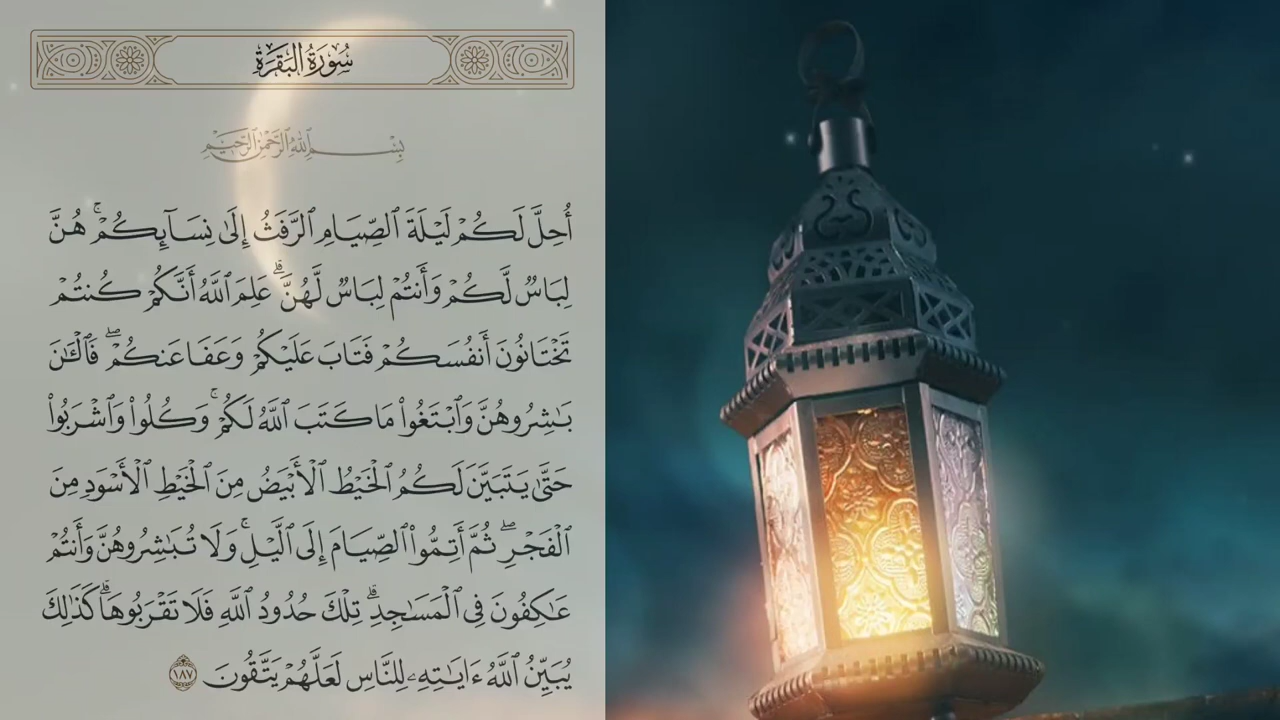 سُورَةُ البَقَرَةِ
بِسْمِ ٱللَّهِ ٱلرَّحْمَٰنِ ٱلرَّحِيمِ
أُحِلَّ لَكُمْ لَيْلَةَ ٱلصِّيَامِ ٱلرَّفَثُ إِلَىٰ نِسَآئِكُمْ ۚ هُنَّ
لِبَاسٌ لَّكُمْ وَأَنتُمْ لِبَاسٌ لَّهُنَّ ۗ عَلِمَ ٱللَّهُ أَنَّكُمْ كُنتُمْ
تَخْتَانُونَ أَنفُسَكُمْ فَتَابَ عَلَيْكُمْ وَعَفَا عَنكُمْ ۖ فَٱلْـَٰٔنَ
بَـٰشِرُوهُنَّ وَٱبْتَغُوا۟ مَا كَتَبَ ٱللَّهُ لَكُمْ ۚ وَكُلُوا۟ وَٱشْرَبُوا۟
حَتَّىٰ يَتَبَيَّنَ لَكُمُ ٱلْخَيْطُ ٱلْأَبْيَضُ مِنَ ٱلْخَيْطِ ٱلْأَسْوَدِ مِنَ
ٱلْفَجْرِ ۖ ثُمَّ أَتِمُّوا۟ ٱلصِّيَامَ إِلَى ٱلَّيْلِ ۚ وَلَا تُبَـٰشِرُوهُنَّ وَأَنتُمْ
عَـٰكِفُونَ فِى ٱلْمَسَـٰجِدِ ۗ تِلْكَ حُدُودُ ٱللَّهِ فَلَا تَقْرَبُوهَا ۗ كَذَٰلِكَ
يُبَيِّنُ ٱللَّهُ ءَايَـٰتِهِۦ لِلنَّاسِ لَعَلَّهُمْ يَتَّقُونَ ١٨٧